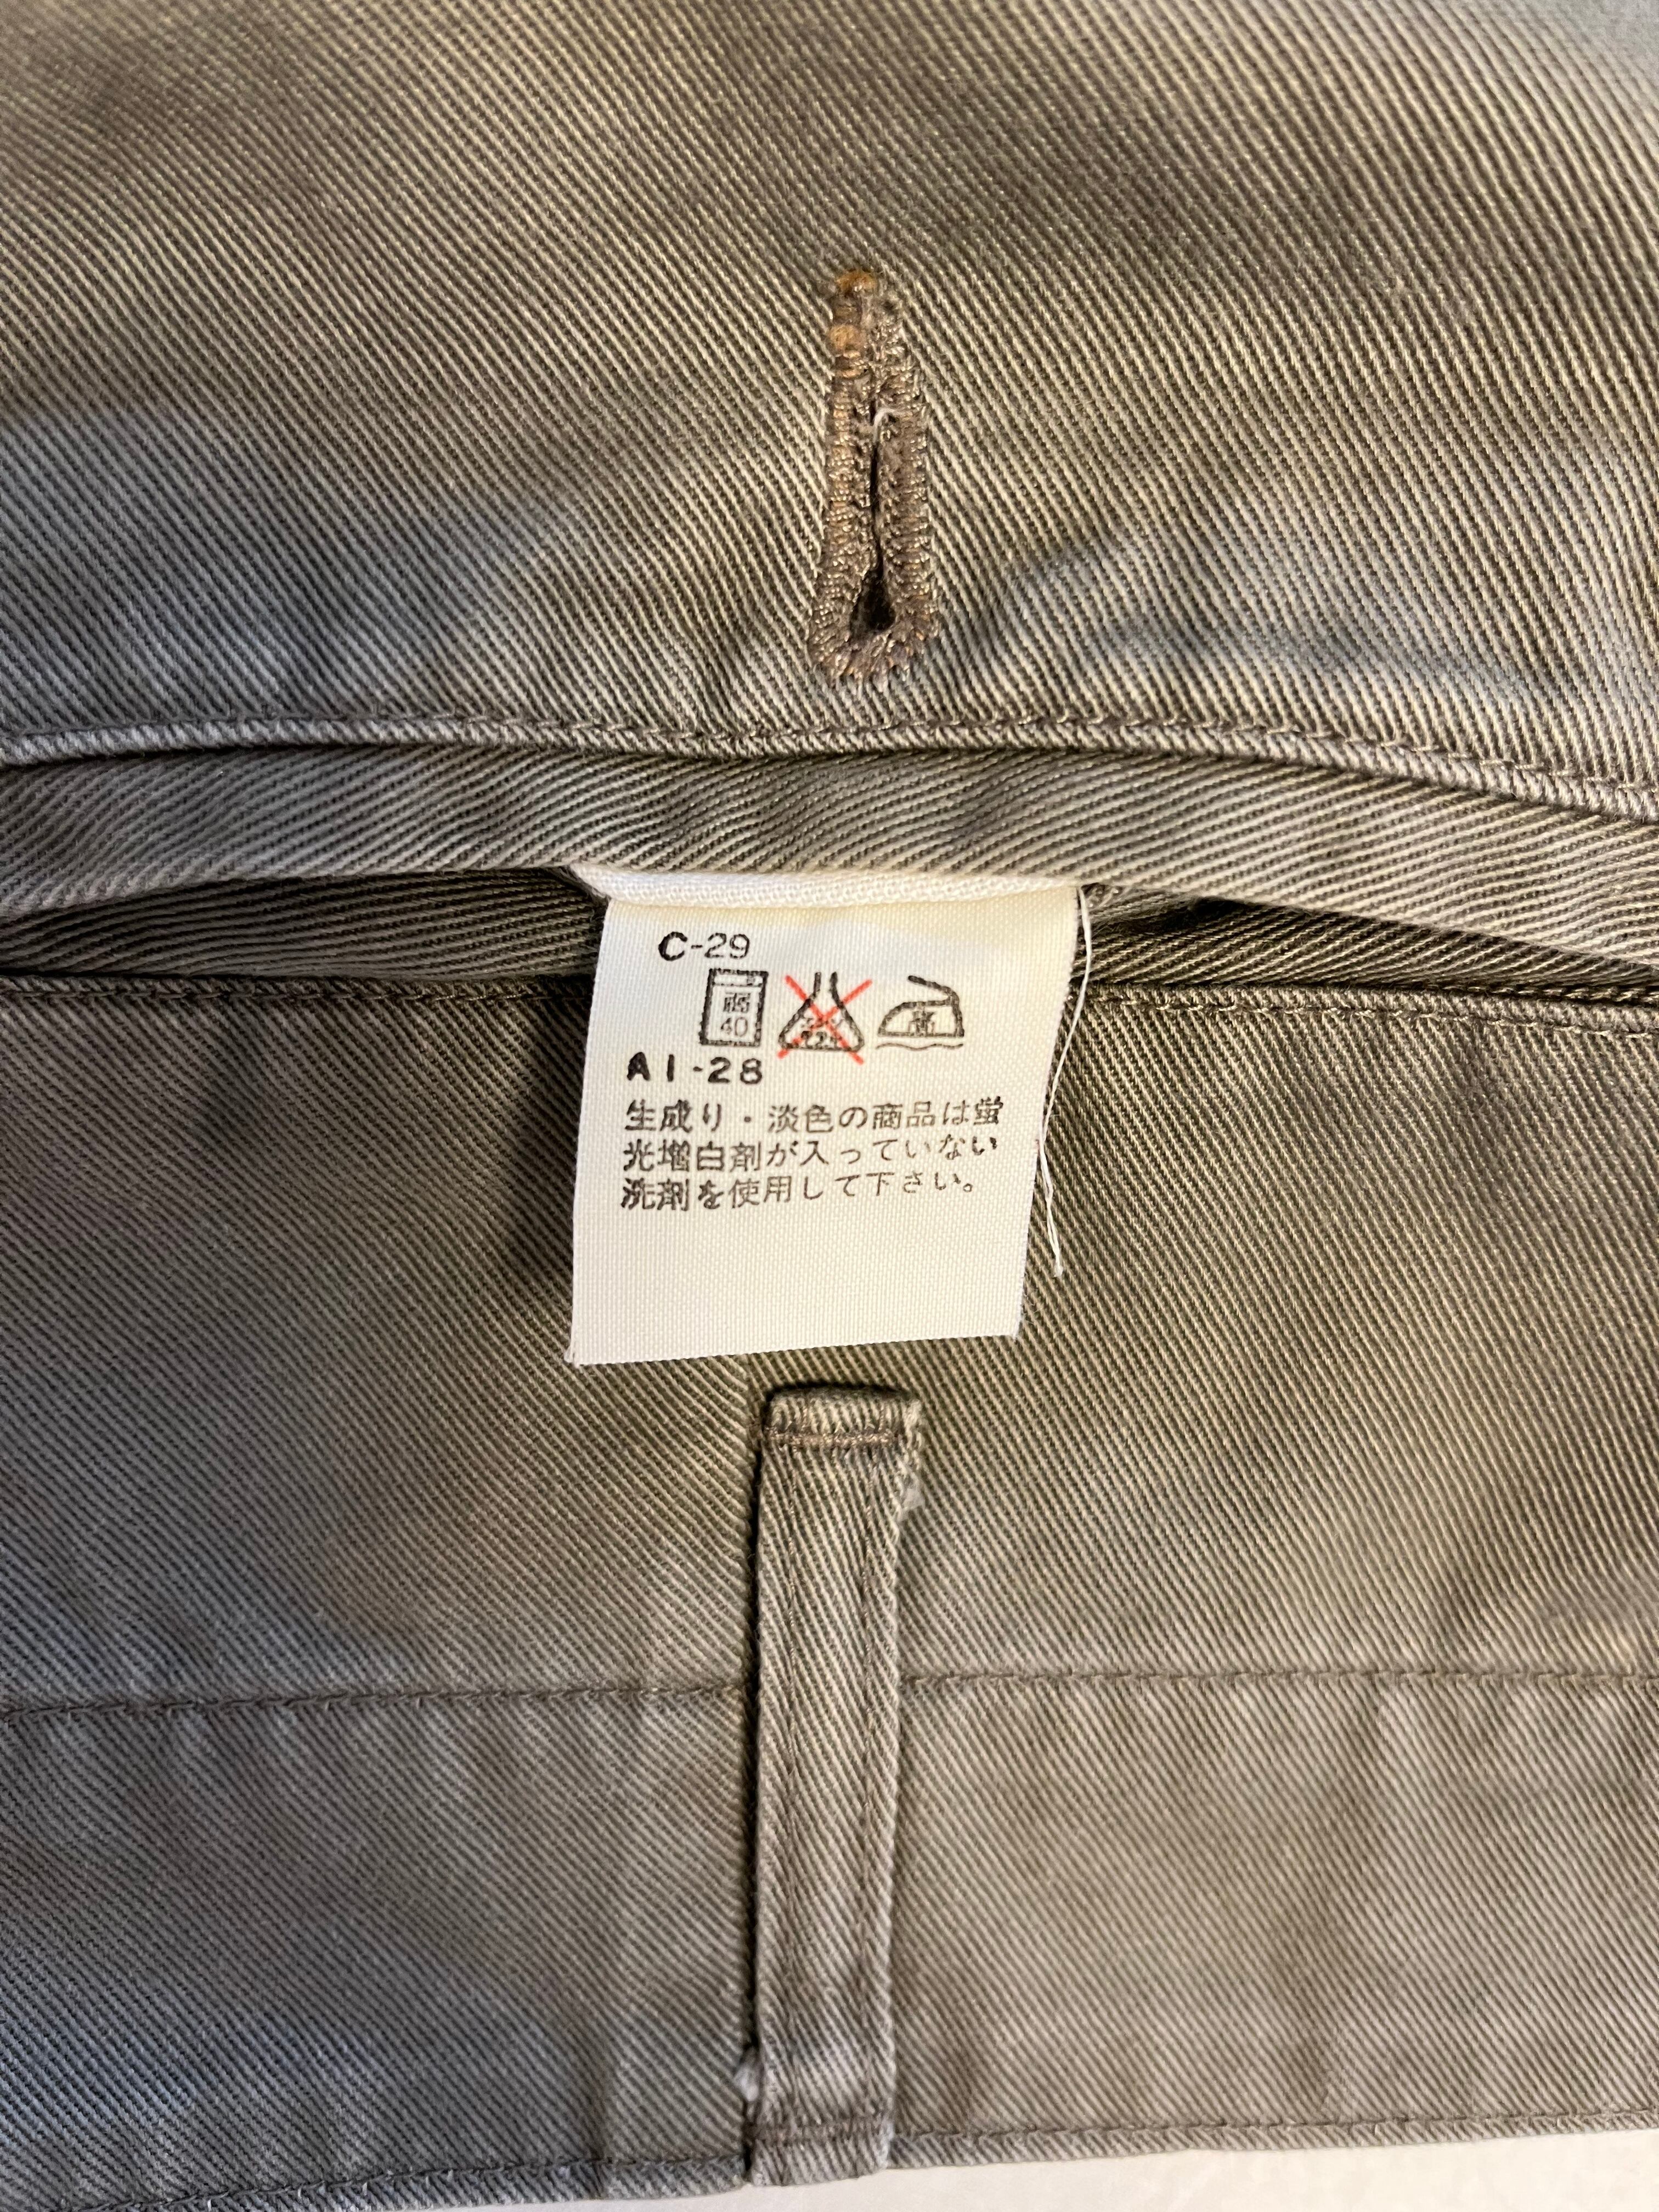 C-29
40
A1-28
生成り・淡色の商品は蛍
光増白剤が入っていない
洗剤を使用して下さい。